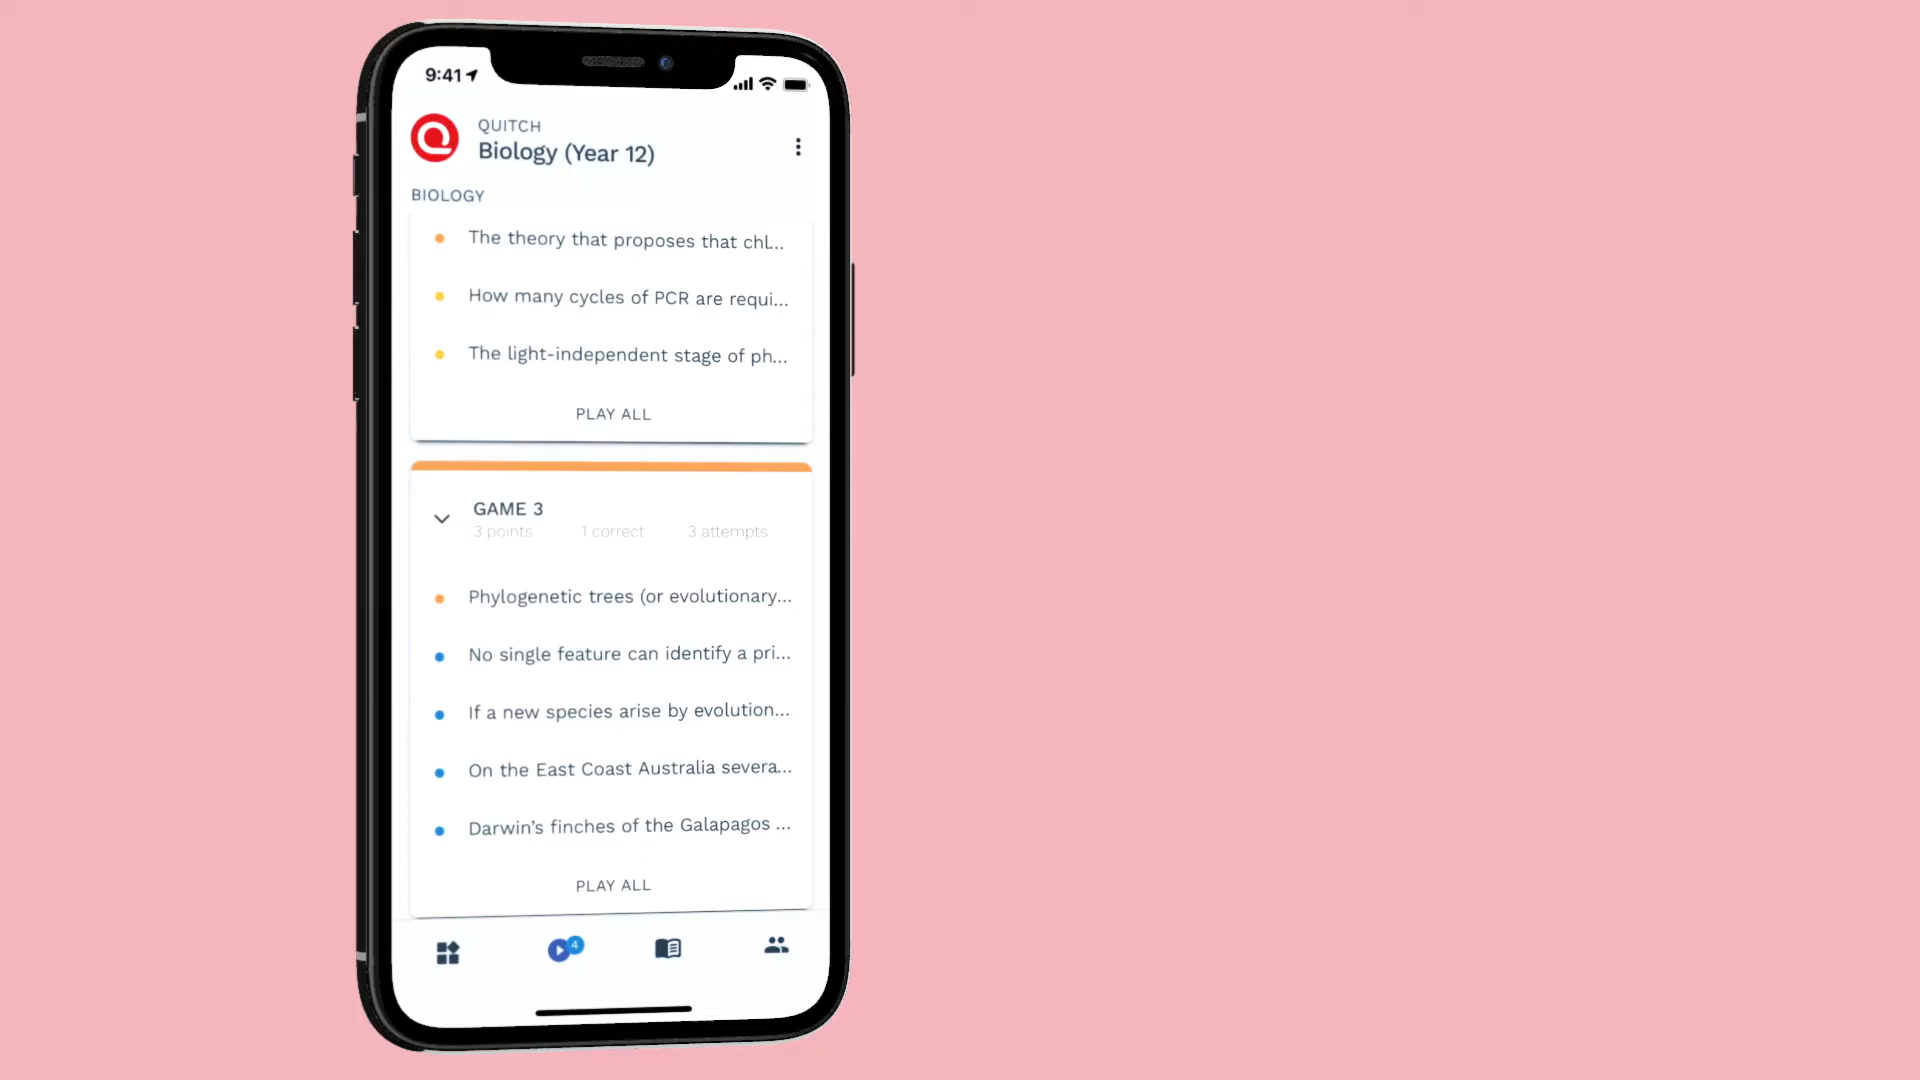 9:41
QUITCH
Biology (Year 12)
BIOLOGY
The theory that proposes that chl...
How many cycles of PCR are requi...
The light-independent stage of ph...
PLAY ALL
GAME 3
3 points 1 correct 3 attempts
Phylogenetic trees (or evolutionary...
No single feature can identify a pri...
If a new species arise by evolution...
On the East Coast Australia severa...
Darwin's finches of the Galapagos ...
PLAY ALL
4